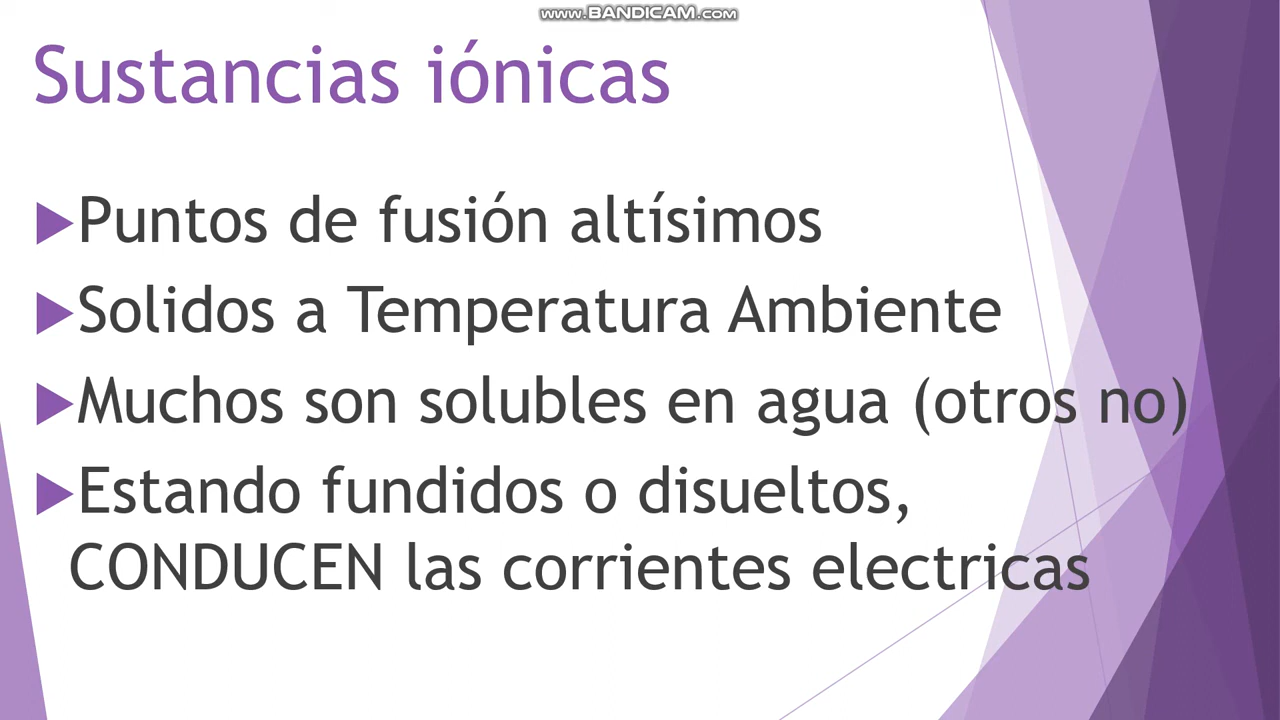 www.BANDICAM.com
Sustancias iónicas
Puntos de fusión altísimos
Solidos a Temperatura Ambiente
Muchos son solubles en agua (otros no)
Estando fundidos o disueltos,
CONDUCEN las corrientes electricas